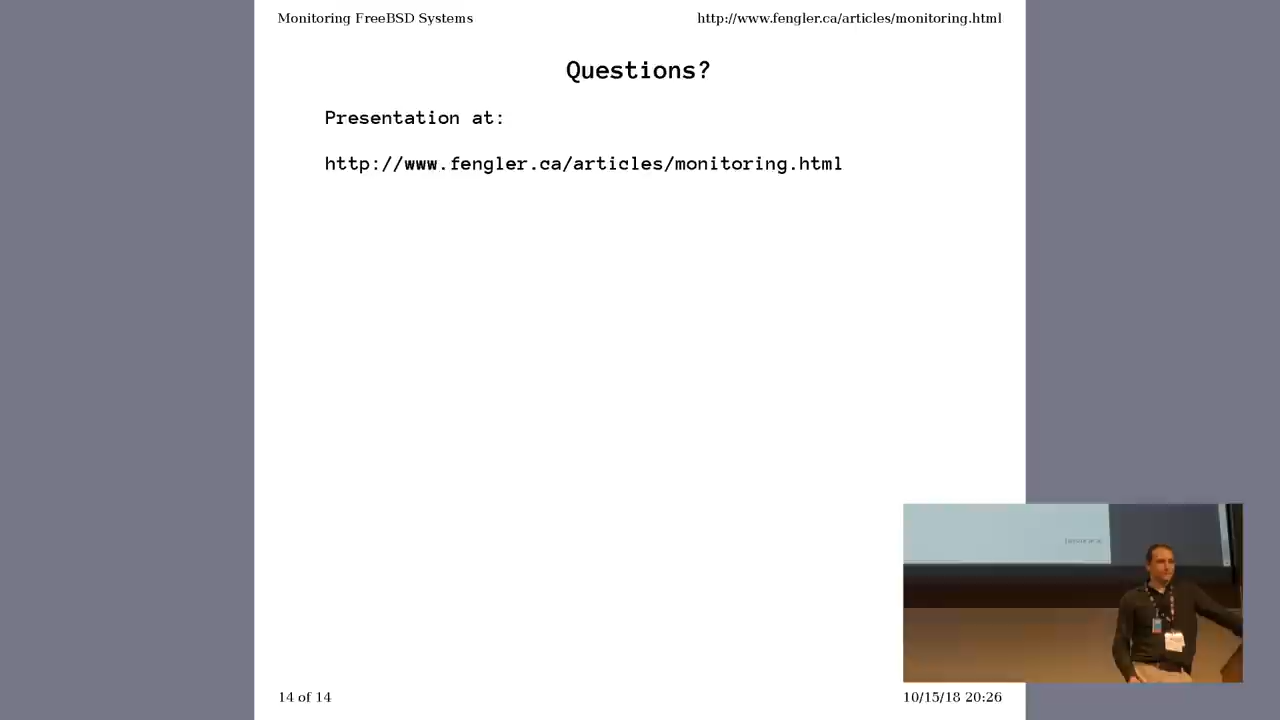 Monitoring FreeBSD Systems http://www.fengler.ca/articles/monitoring.html
Questions?
Presentation at:
http://www.fengler.ca/articles/monitoring.html
14 of 14 10/15/18 20:26